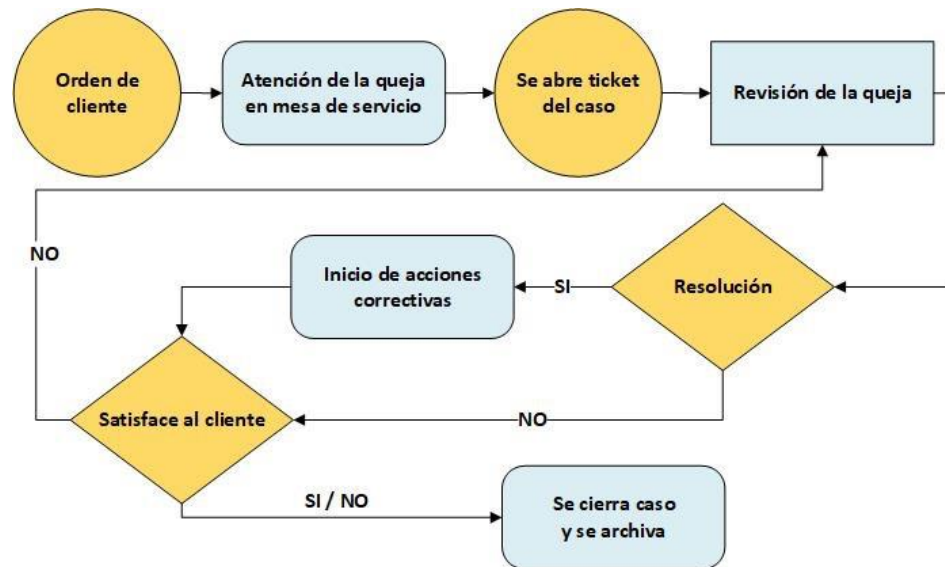 Orden de
cliente
Atención de la queja
en mesa de servicio
Se abre ticket
del caso
Revisión de la queja
NO
Inicio de acciones
correctivas
SI
Resolución
Satisface al cliente
NO
SI / NO
Se cierra caso
y se archiva